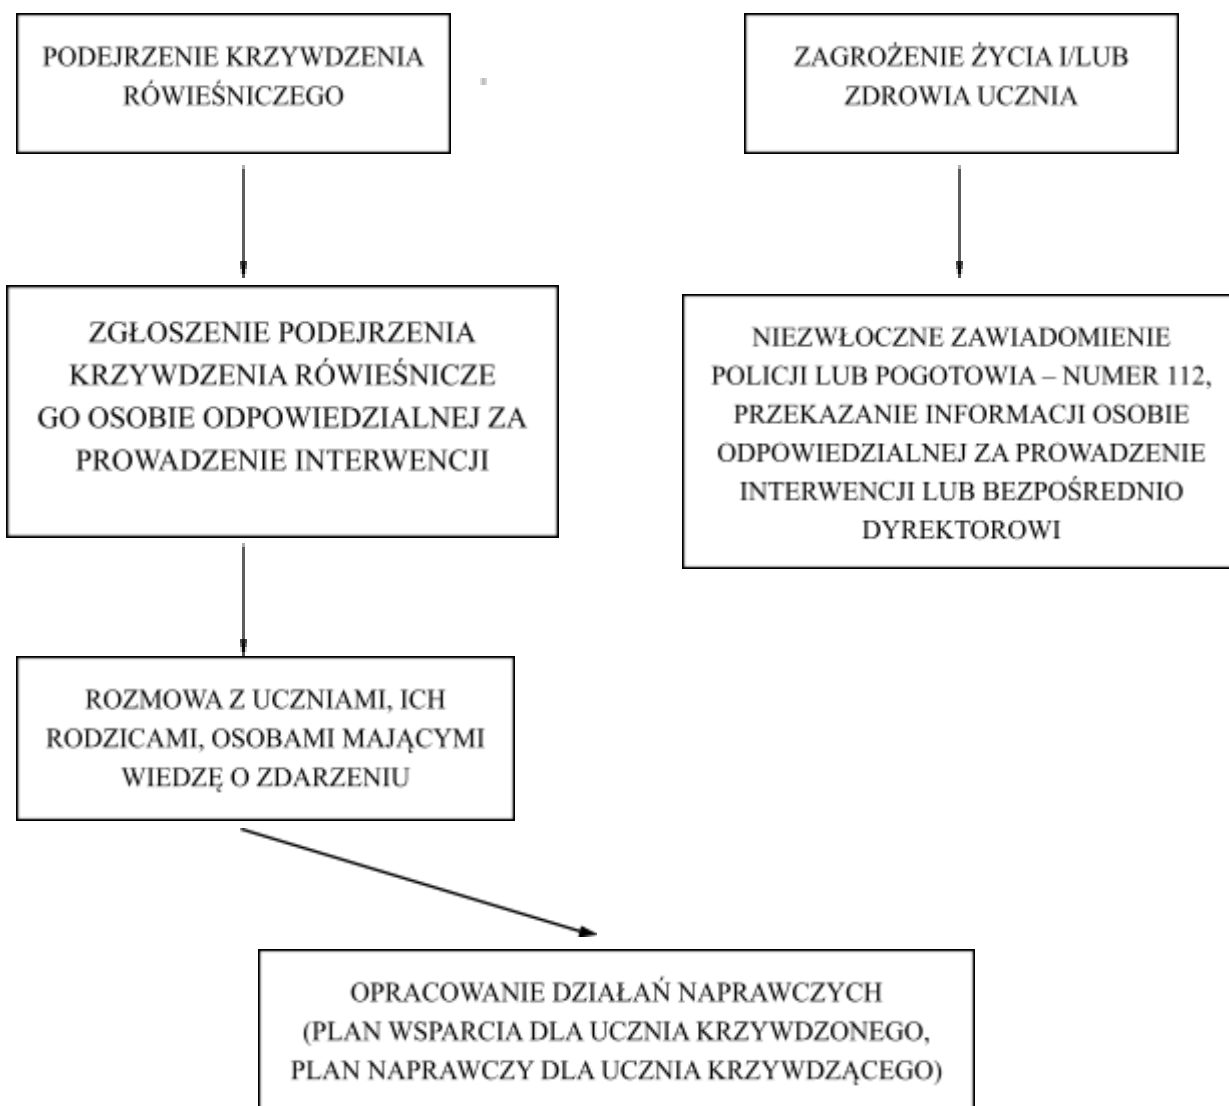 PODEJRZENIE KRZYWDZENIA
RÓWIEŚNICZEGO
ZAGROŻENIE ŻYCIA I/LUB
ZDROWIA UCZNIA
ZGŁOSZENIE PODEJRZENIA
KRZYWDZENIA RÓWIEŚNICZE
GO OSOBIE ODPOWIEDZIALNEJ ZA
PROWADZENIE INTERWENCJI
NIEZWŁOCZNE ZAWIADOMIENIE
POLICJI LUB POGOTOWIA – NUMER 112,
PRZEKAZANIE INFORMACJI OSOBIE
ODPOWIEDZIALNEJ ZA PROWADZENIE
INTERWENCJI LUB BEZPOŚREDNIO
DYREKTOROWI
ROZMOWA Z UCZNIAMI, ICH
RODZICAMI, OSOBAMI MAJĄCYMI
WIEDZĘ O ZDARZENIU
OPRACOWANIE DZIAŁAŃ NAPRAWCZYCH
(PLAN WSPARCIA DLA UCZNIA KRZYWDZONEGO,
PLAN NAPRAWCZY DLA UCZNIA KRZYWDZĄCEGO)